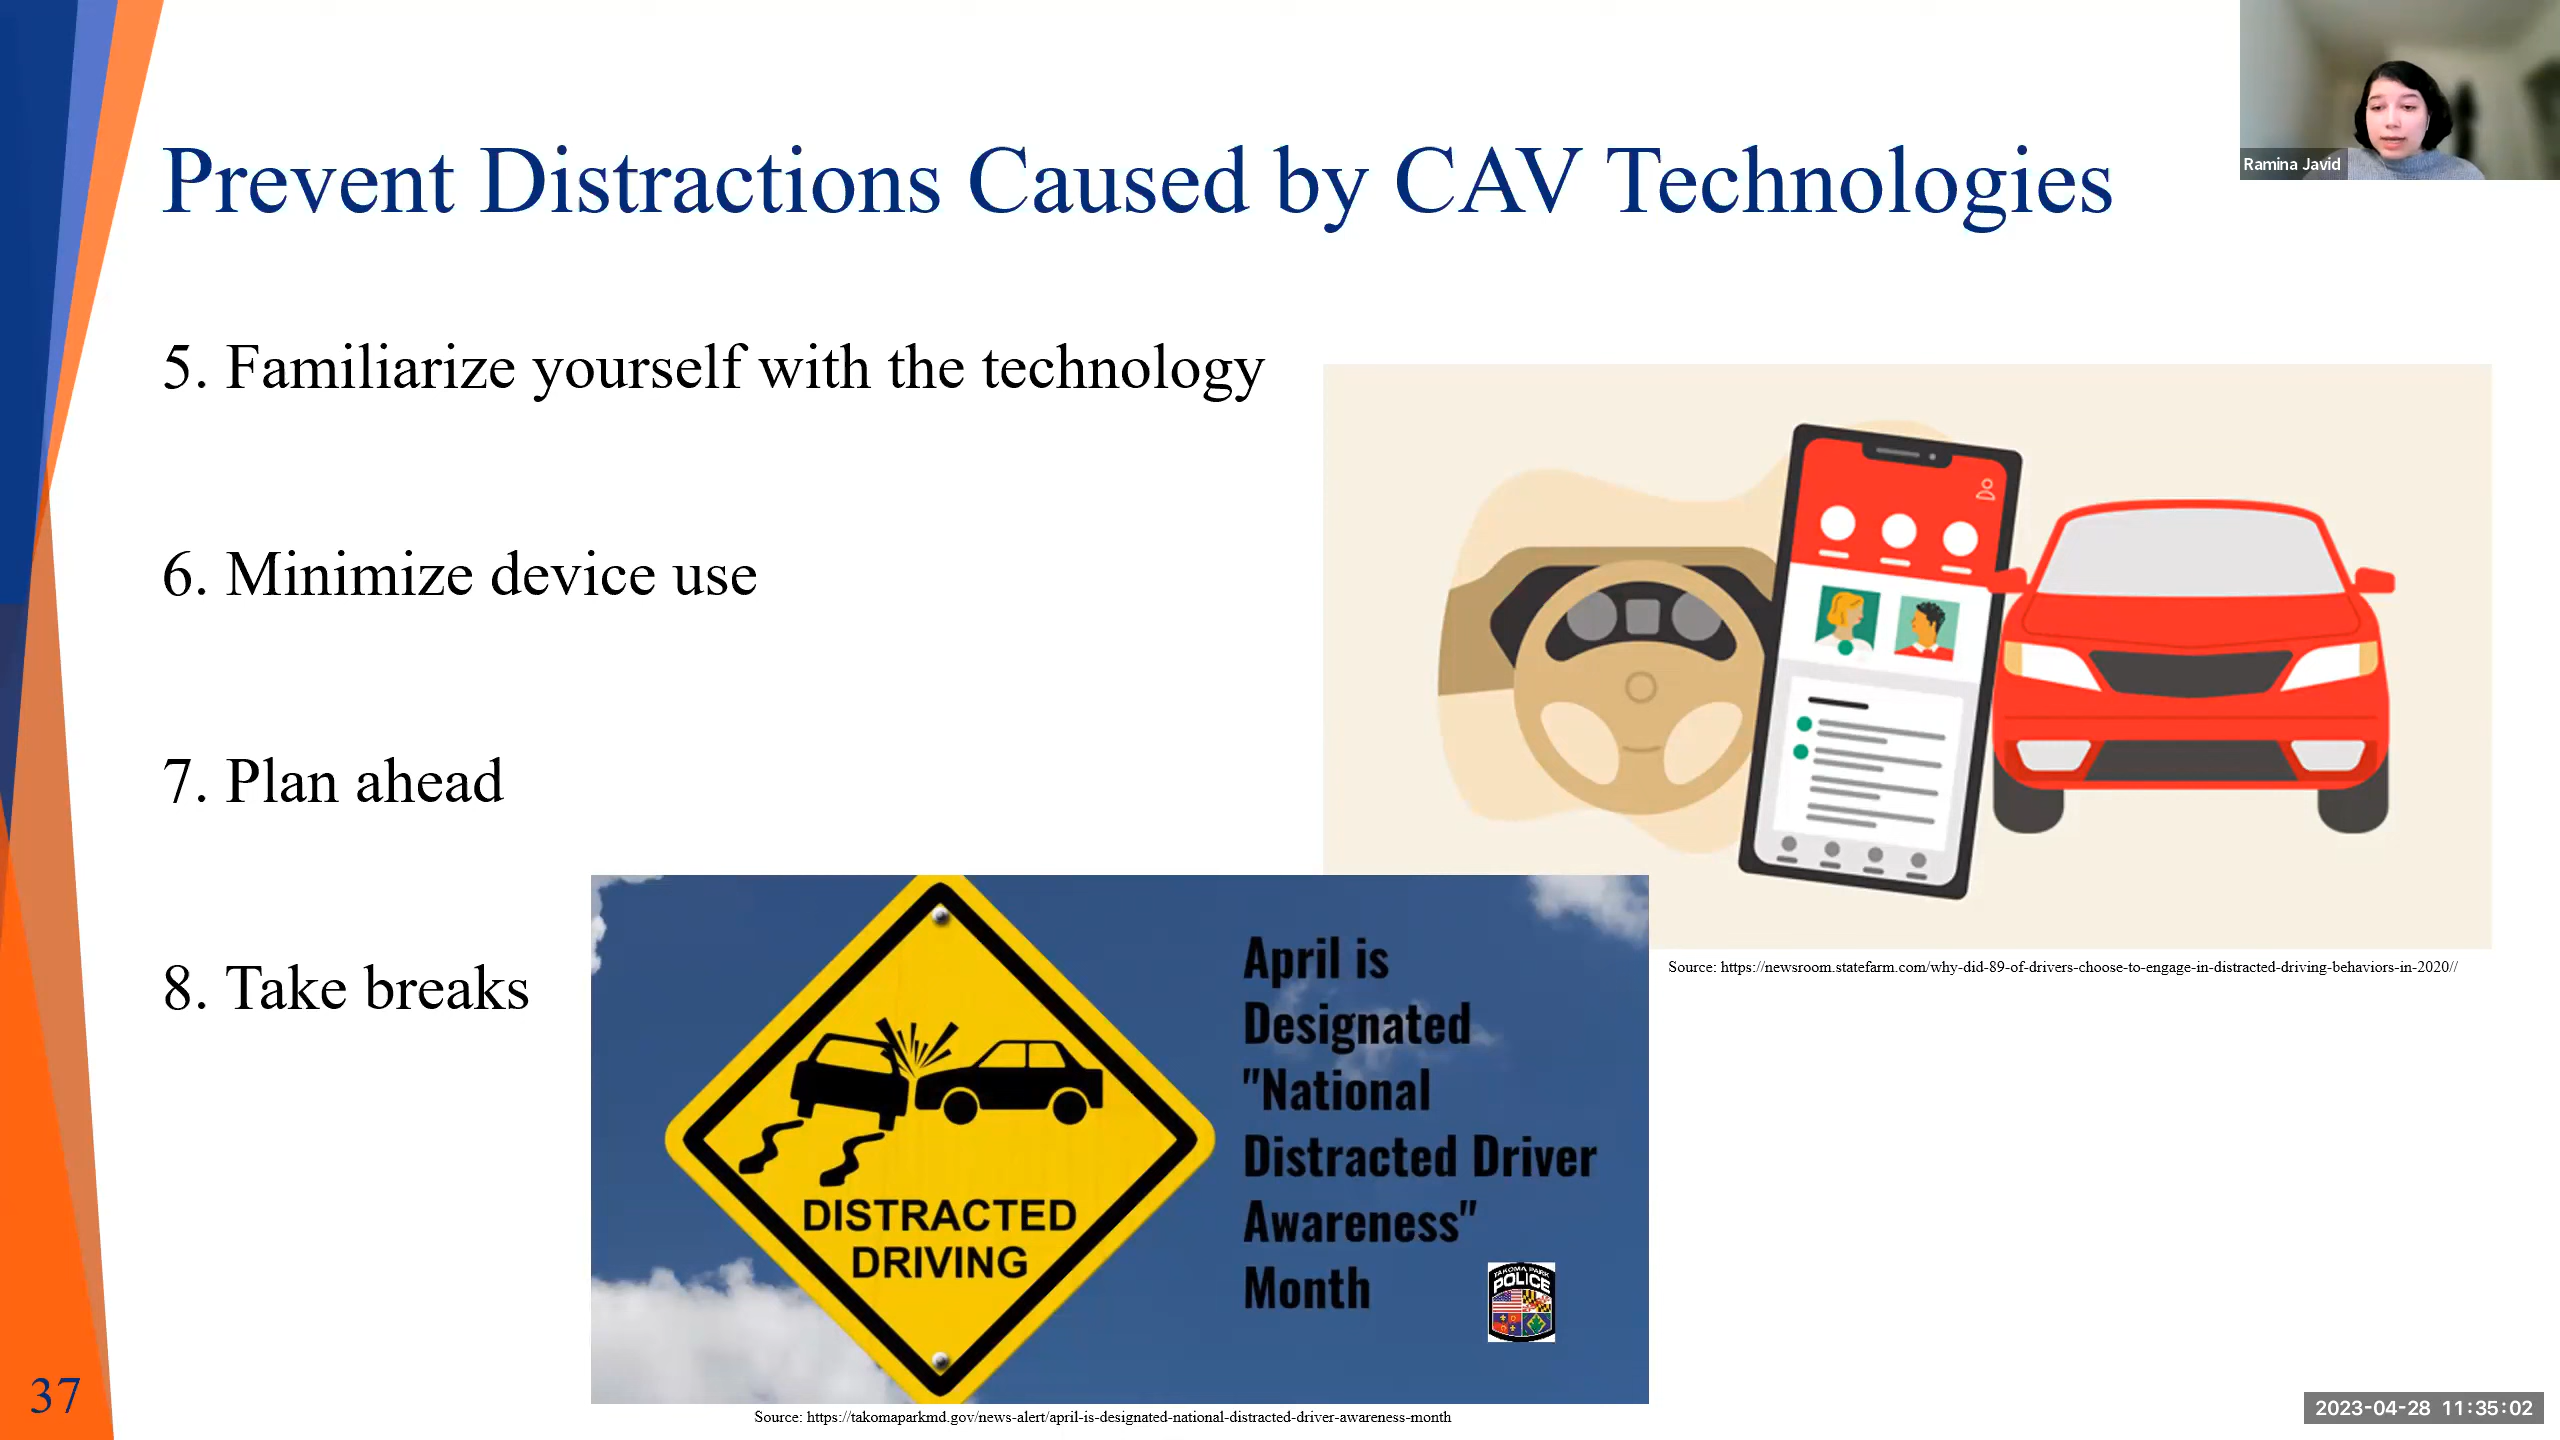 Prevent Distractions Caused by CAV Technologies
Ramina Javid
5. Familiarize yourself with the technology
6. Minimize device use
7. Plan ahead
8. Take breaks
Source: https://newsroom.statefarm.com/why-did-89-of-drivers-choose-to-engage-in-distracted-driving-behaviors-in-2020//
DISTRACTED
DRIVING
April is
Designated
"National
Distracted Driver
Awareness"
Month
TAKOMA PARK
POLICE
Source: https://takomaparkmd.gov/news-alert/april-is-designated-national-distracted-driver-awareness-month
37
2023-04-28 11:35:02